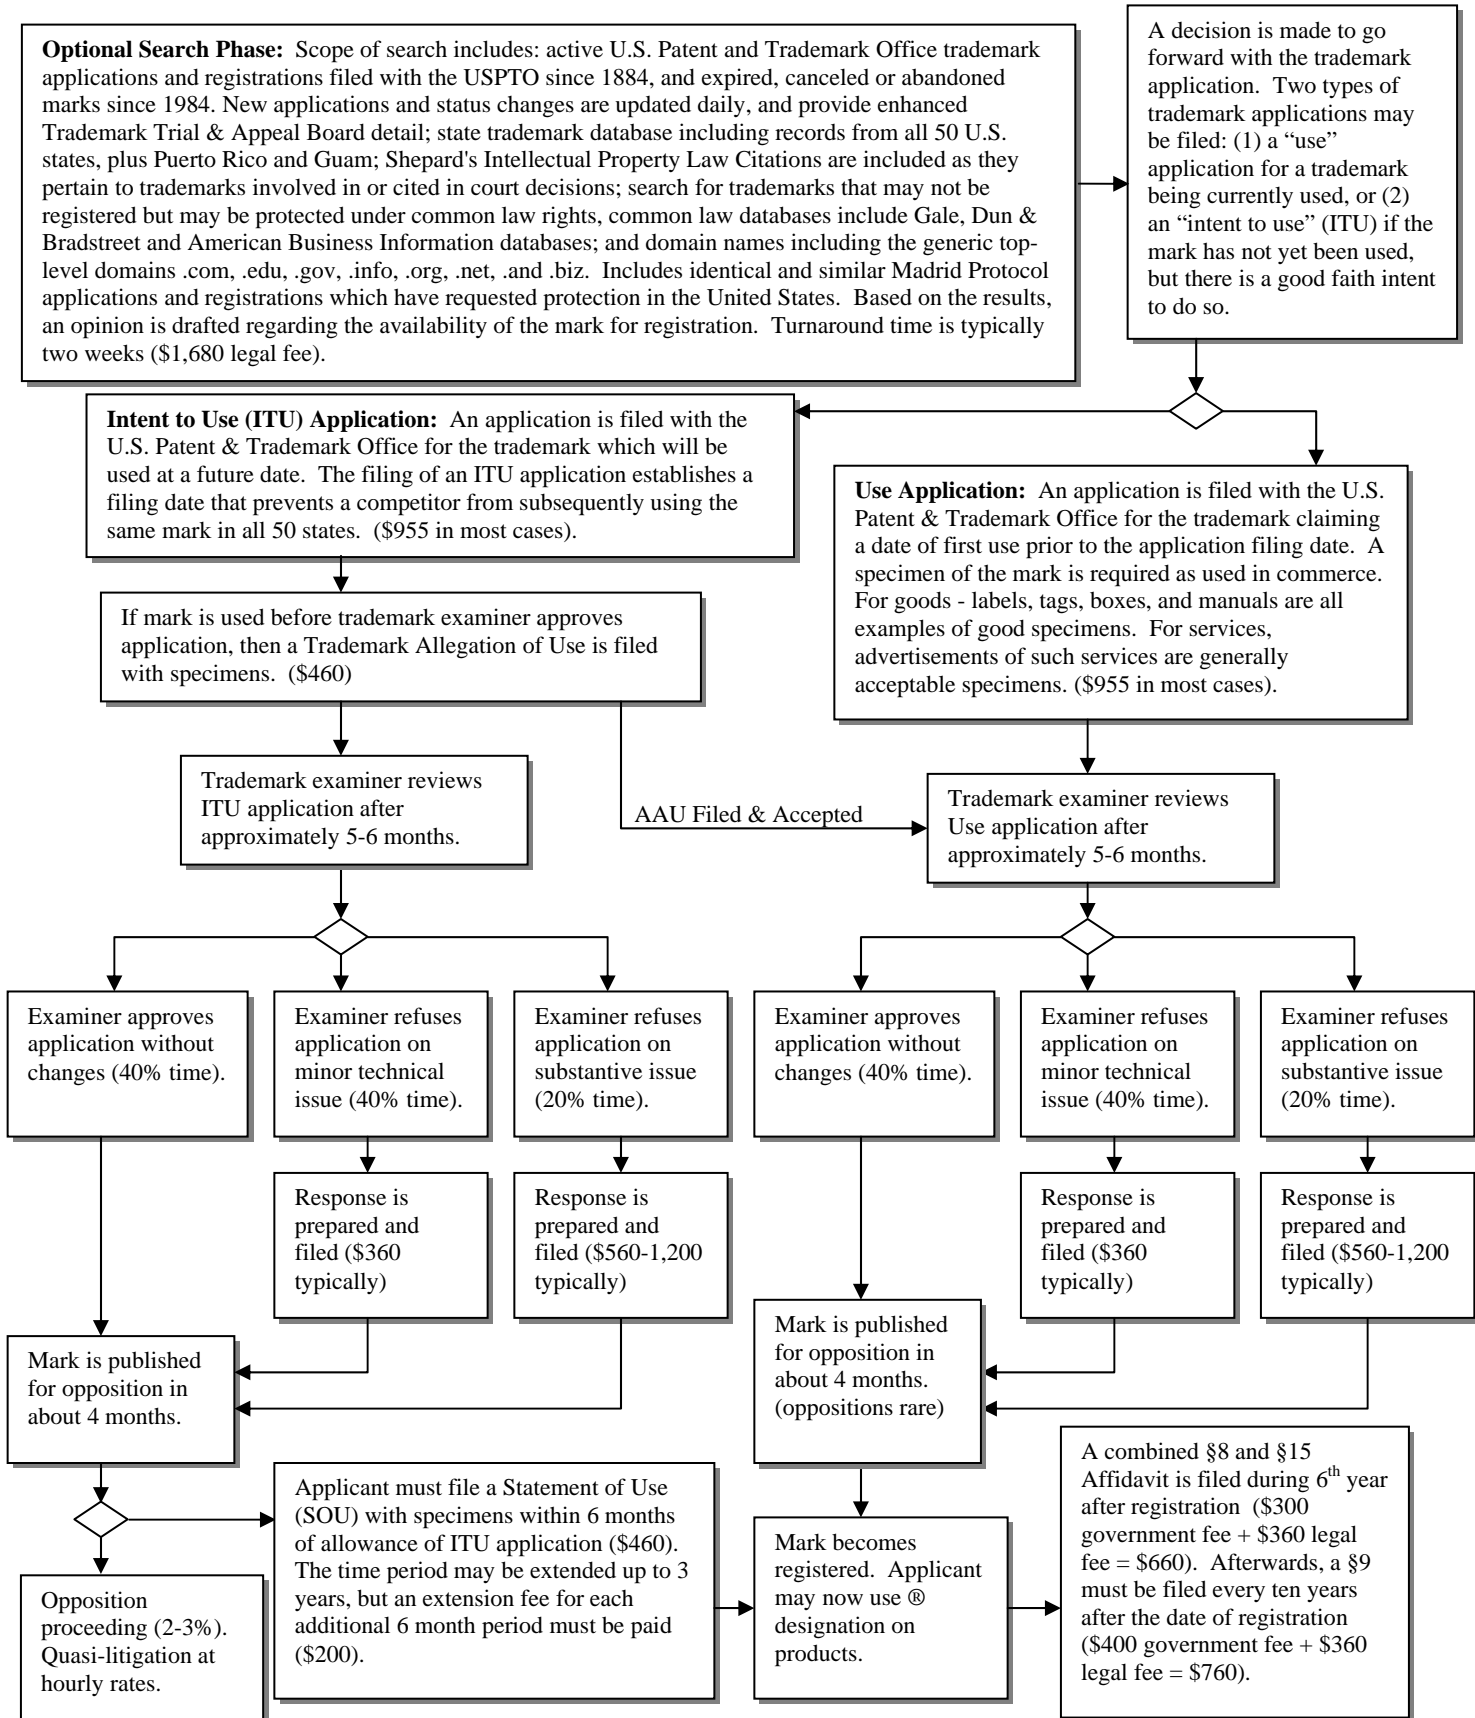 Optional Search Phase: Scope of search includes: active U.S. Patent and Trademark Office trademark
applications and registrations filed with the USPTO since 1884, and expired, canceled or abandoned
marks since 1984. New applications and status changes are updated daily, and provide enhanced
Trademark Trial & Appeal Board detail; state trademark database including records from all 50 U.S.
states, plus Puerto Rico and Guam; Shepard's Intellectual Property Law Citations are included as they
pertain to trademarks involved in or cited in court decisions; search for trademarks that may not be
registered but may be protected under common law rights, common law databases include Gale, Dun &
Bradstreet and American Business Information databases; and domain names including the generic top-
level domains .com, .edu, .gov, .info, .org, .net, .and .biz. Includes identical and similar Madrid Protocol
applications and registrations which have requested protection in the United States. Based on the results,
an opinion is drafted regarding the availability of the mark for registration. Turnaround time is typically
two weeks ($1,680 legal fee).
A decision is made to go
forward with the trademark
application. Two types of
trademark applications may
be filed: (1) a “use”
application for a trademark
being currently used, or (2)
an “intent to use” (ITU) if the
mark has not yet been used,
but there is a good faith intent
to do so.
Intent to Use (ITU) Application: An application is filed with the
U.S. Patent & Trademark Office for the trademark which will be
used at a future date. The filing of an ITU application establishes a
filing date that prevents a competitor from subsequently using the
same mark in all 50 states. ($955 in most cases).
Use Application: An application is filed with the U.S.
Patent & Trademark Office for the trademark claiming
a date of first use prior to the application filing date. A
specimen of the mark is required as used in commerce.
For goods - labels, tags, boxes, and manuals are all
examples of good specimens. For services,
advertisements of such services are generally
acceptable specimens. ($955 in most cases).
If mark is used before trademark examiner approves
application, then a Trademark Allegation of Use is filed
with specimens. ($460)
Trademark examiner reviews
ITU application after
approximately 5-6 months.
AAU Filed & Accepted
Trademark examiner reviews
Use application after
approximately 5-6 months.
Examiner approves
application without
changes (40% time).
Examiner refuses
application on
minor technical
issue (40% time).
Examiner refuses
application on
substantive issue
(20% time).
Examiner approves
application without
changes (40% time).
Examiner refuses
application on
minor technical
issue (40% time).
Examiner refuses
application on
substantive issue
(20% time).
Response is
prepared and
filed ($360
typically)
Response is
prepared and
filed ($560-1,200
typically)
Response is
prepared and
filed ($360
typically)
Response is
prepared and
filed ($560-1,200
typically)
Mark is published
for opposition in
about 4 months.
Mark is published
for opposition in
about 4 months.
(oppositions rare)
Opposition
proceeding (2-3%).
Quasi-litigation at
hourly rates.
Applicant must file a Statement of Use
(SOU) with specimens within 6 months
of allowance of ITU application ($460).
The time period may be extended up to 3
years, but an extension fee for each
additional 6 month period must be paid
($200).
Mark becomes
registered. Applicant
may now use ®
designation on
products.
A combined §8 and §15
Affidavit is filed during 6th year
after registration ($300
government fee + $360 legal
fee = $660). Afterwards, a §9
must be filed every ten years
after the date of registration
($400 government fee + $360
legal fee = $760).